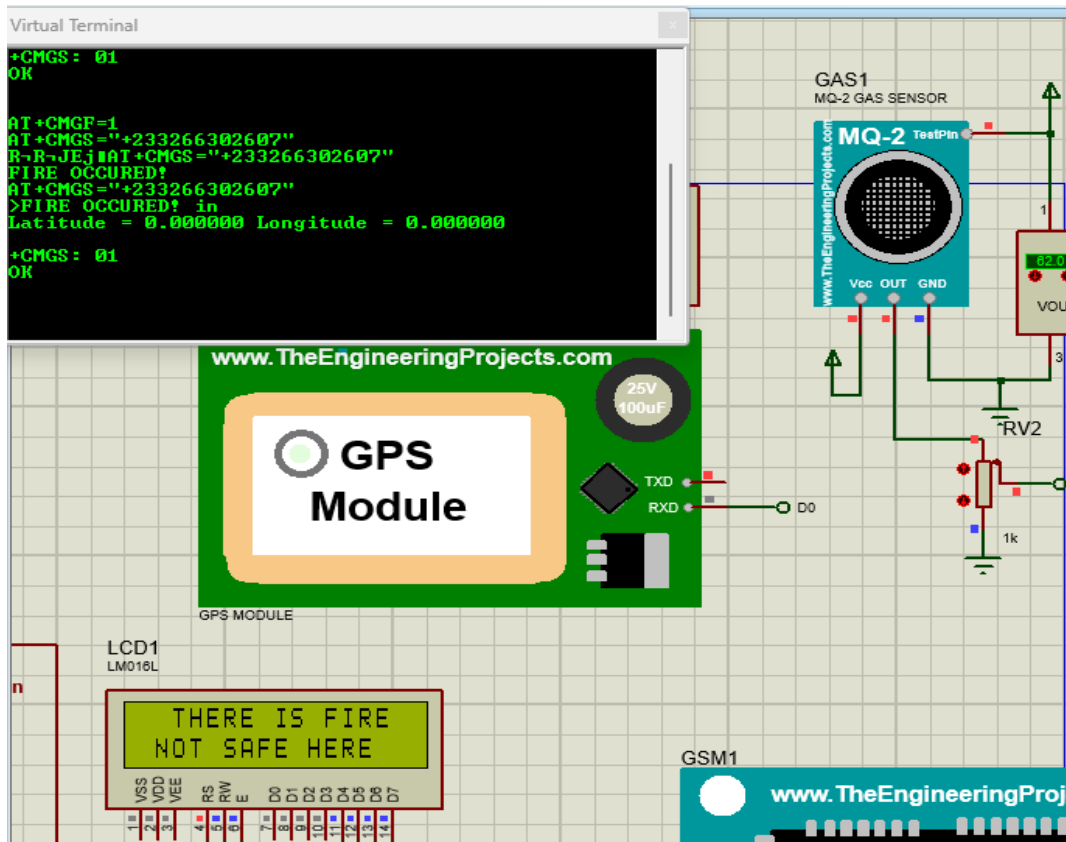 Virtual Terminal
+CMGS: 01
OK
AT+CMGF=1
AT+CMGS="+233266302607"
R¬R¬JEj▮AT+CMGS="+233266302607"
FIRE OCCURED!
AT+CMGS="+233266302607"
>FIRE OCCURED! in
Latitude = 0.000000 Longitude = 0.000000
+CMGS: 01
OK
GAS1
MQ-2 GAS SENSOR
MQ-2 TestPin
www.TheEngineeringProjects.com
Vcc OUT GND
1
62.0
VOU
3
RV2
1k
www.TheEngineeringProjects.com
25V
100uF
GPS
Module
TXD
RXD
D0
GPS MODULE
LCD1
LM016L
n
THERE IS FIRE
NOT SAFE HERE
VSS VDD VEE RS RW E D0 D1 D2 D3 D4 D5 D6 D7
1 2 3 4 5 6 7 8 9 10 11 12 13 14
GSM1
www.TheEngineeringProj